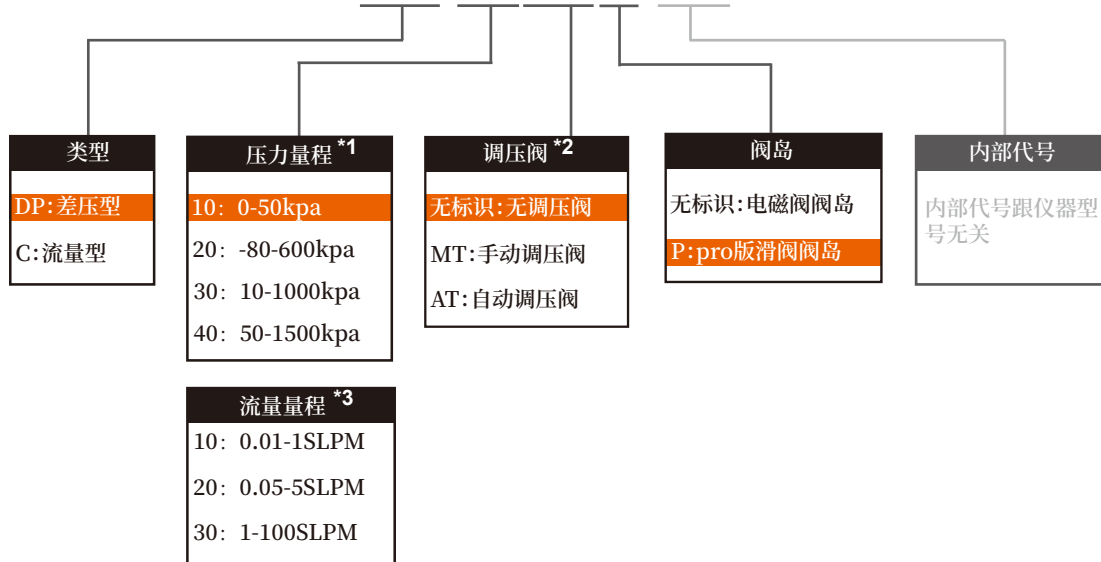 类型
DP:差压型
C:流量型
压力量程 *1
10: 0-50kpa
20: -80-600kpa
30: 10-1000kpa
40: 50-1500kpa
调压阀 *2
无标识:无调压阀
MT:手动调压阀
AT:自动调压阀
阀岛
无标识:电磁阀阀岛
P:pro版滑阀阀岛
内部代号
内部代号跟仪器型
号无关
流量量程 *3
10: 0.01-1SLPM
20: 0.05-5SLPM
30: 1-100SLPM